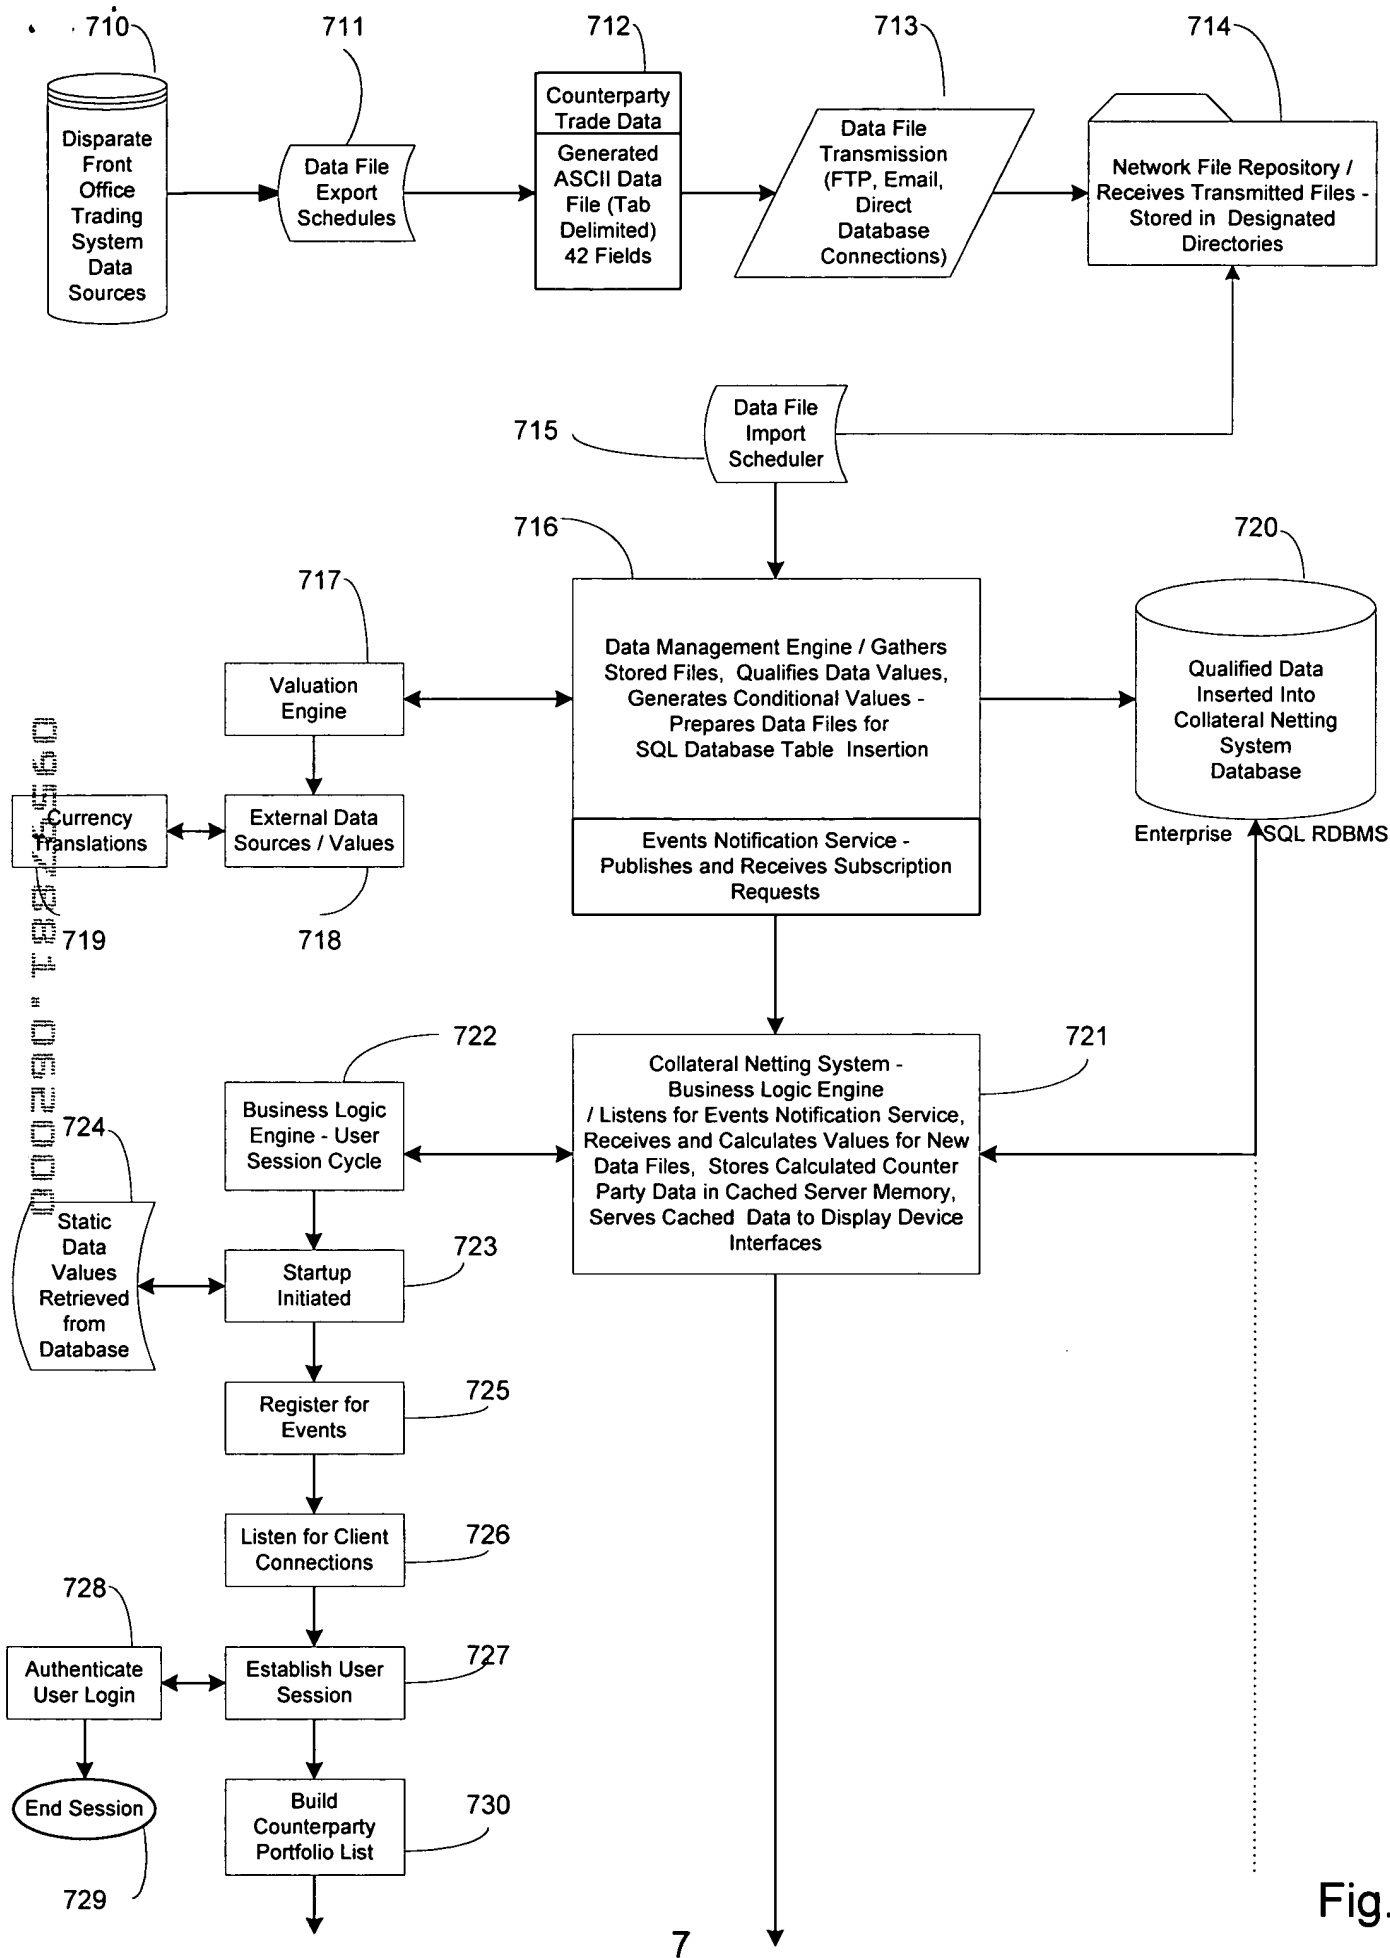 710
711
712
713
714
Disparate
Front
Office
Trading
System
Data
Sources
Data File
Export
Schedules
Counterparty
Trade Data
Generated
ASCII Data
File (Tab
Delimited)
42 Fields
Data File
Transmission
(FTP, Email,
Direct
Database
Connections)
Network File Repository /
Receives Transmitted Files -
Stored in Designated
Directories
715
Data File
Import
Scheduler
716
720
717
Valuation
Engine
Data Management Engine / Gathers
Stored Files, Qualifies Data Values,
Generates Conditional Values -
Prepares Data Files for
SQL Database Table Insertion
Qualified Data
Inserted Into
Collateral Netting
System
Database
Currency
Translations
External Data
Sources / Values
Events Notification Service -
Publishes and Receives Subscription
Requests
Enterprise SQL RDBMS
719
718
722
721
Business Logic
Engine - User
Session Cycle
Collateral Netting System -
Business Logic Engine
/ Listens for Events Notification Service,
Receives and Calculates Values for New
Data Files, Stores Calculated Counter
Party Data in Cached Server Memory,
Serves Cached Data to Display Device
Interfaces
724
Static
Data
Values
Retrieved
from
Database
723
Startup
Initiated
725
Register for
Events
726
Listen for Client
Connections
728
727
Authenticate
User Login
Establish User
Session
End Session
729
730
Build
Counterparty
Portfolio List
Fig.
7